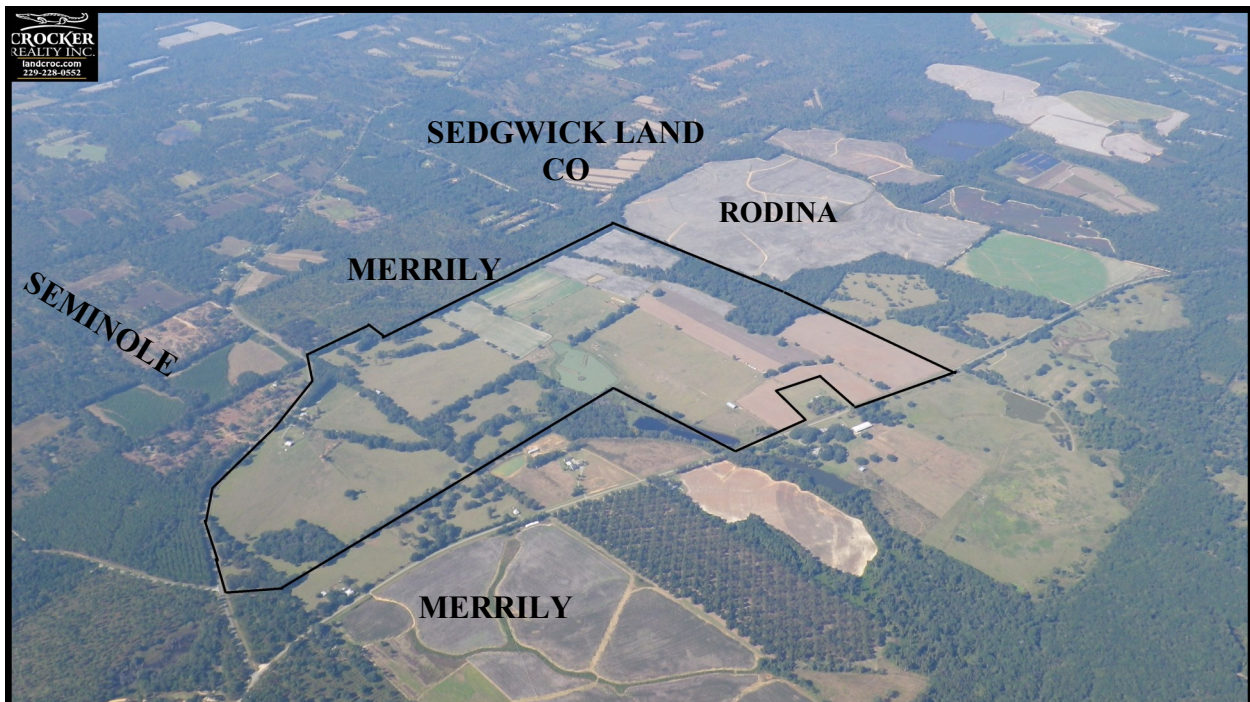 CROCKER
REALTY INC.
landcroc.com
229-228-0552
SEDGWICK LAND
CO
RODINA
MERRILY
SEMINOLE
MERRILY